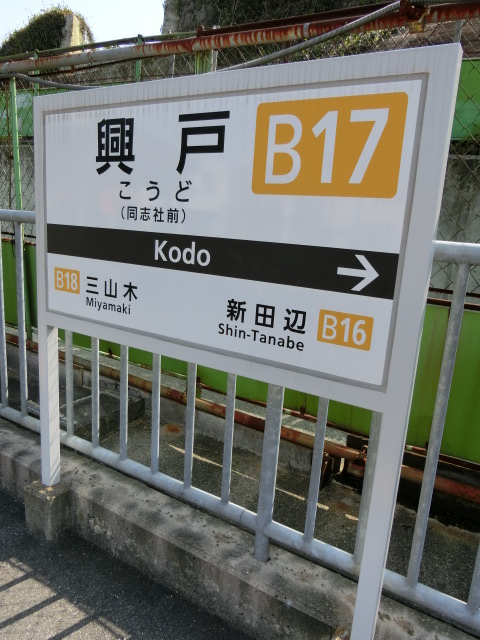 興戸 B17
こうど
(同志社前)
Kodo →
B18 三山木
Miyamaki
新田辺 B16
Shin-Tanabe